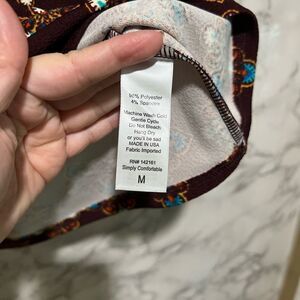 96% Polyester
4% Spandex
Machine Wash Cold
Gentle Cycle
Do Not Bleach
Hang Dry
or you'll be sad
MADE IN USA
Fabric Imported
RN# 142161
Simply Comfortable
M